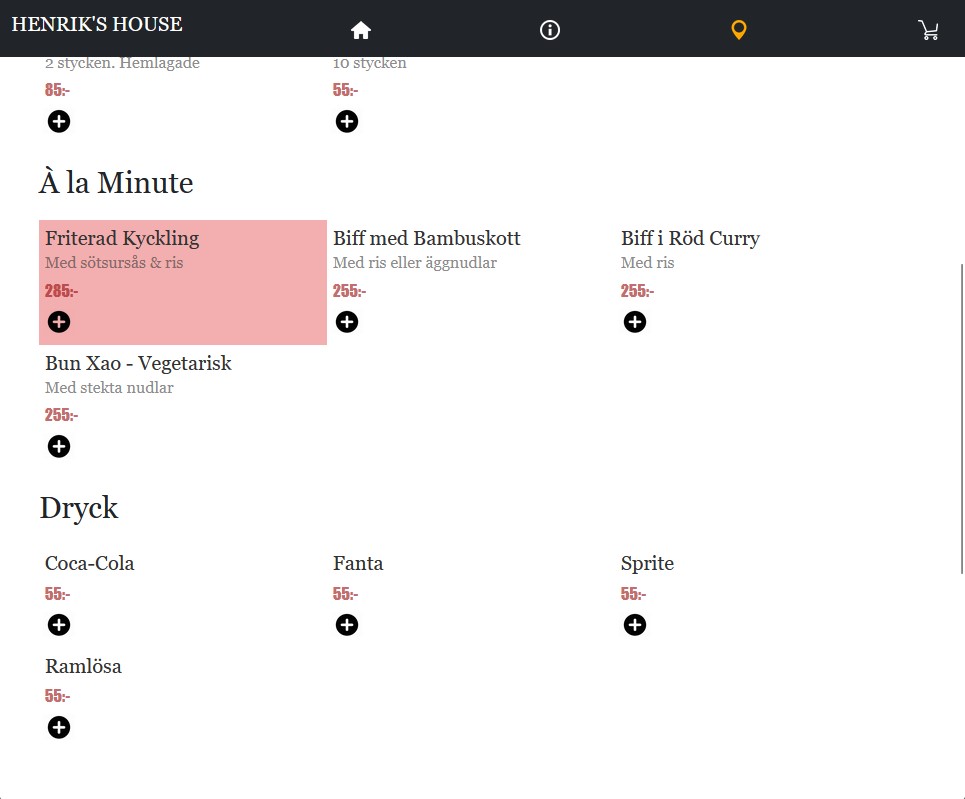 HENRIK'S HOUSE
2 stycken. Hemlagade
10 stycken
85:-
55:-
À la Minute
Friterad Kyckling
Med sötsursås & ris
285:-
Biff med Bambuskott
Med ris eller äggnudlar
255:-
Biff i Röd Curry
Med ris
255:-
Bun Xao - Vegetarisk
Med stekta nudlar
255:-
Dryck
Coca-Cola
55:-
Fanta
55:-
Sprite
55:-
Ramlösa
55:-